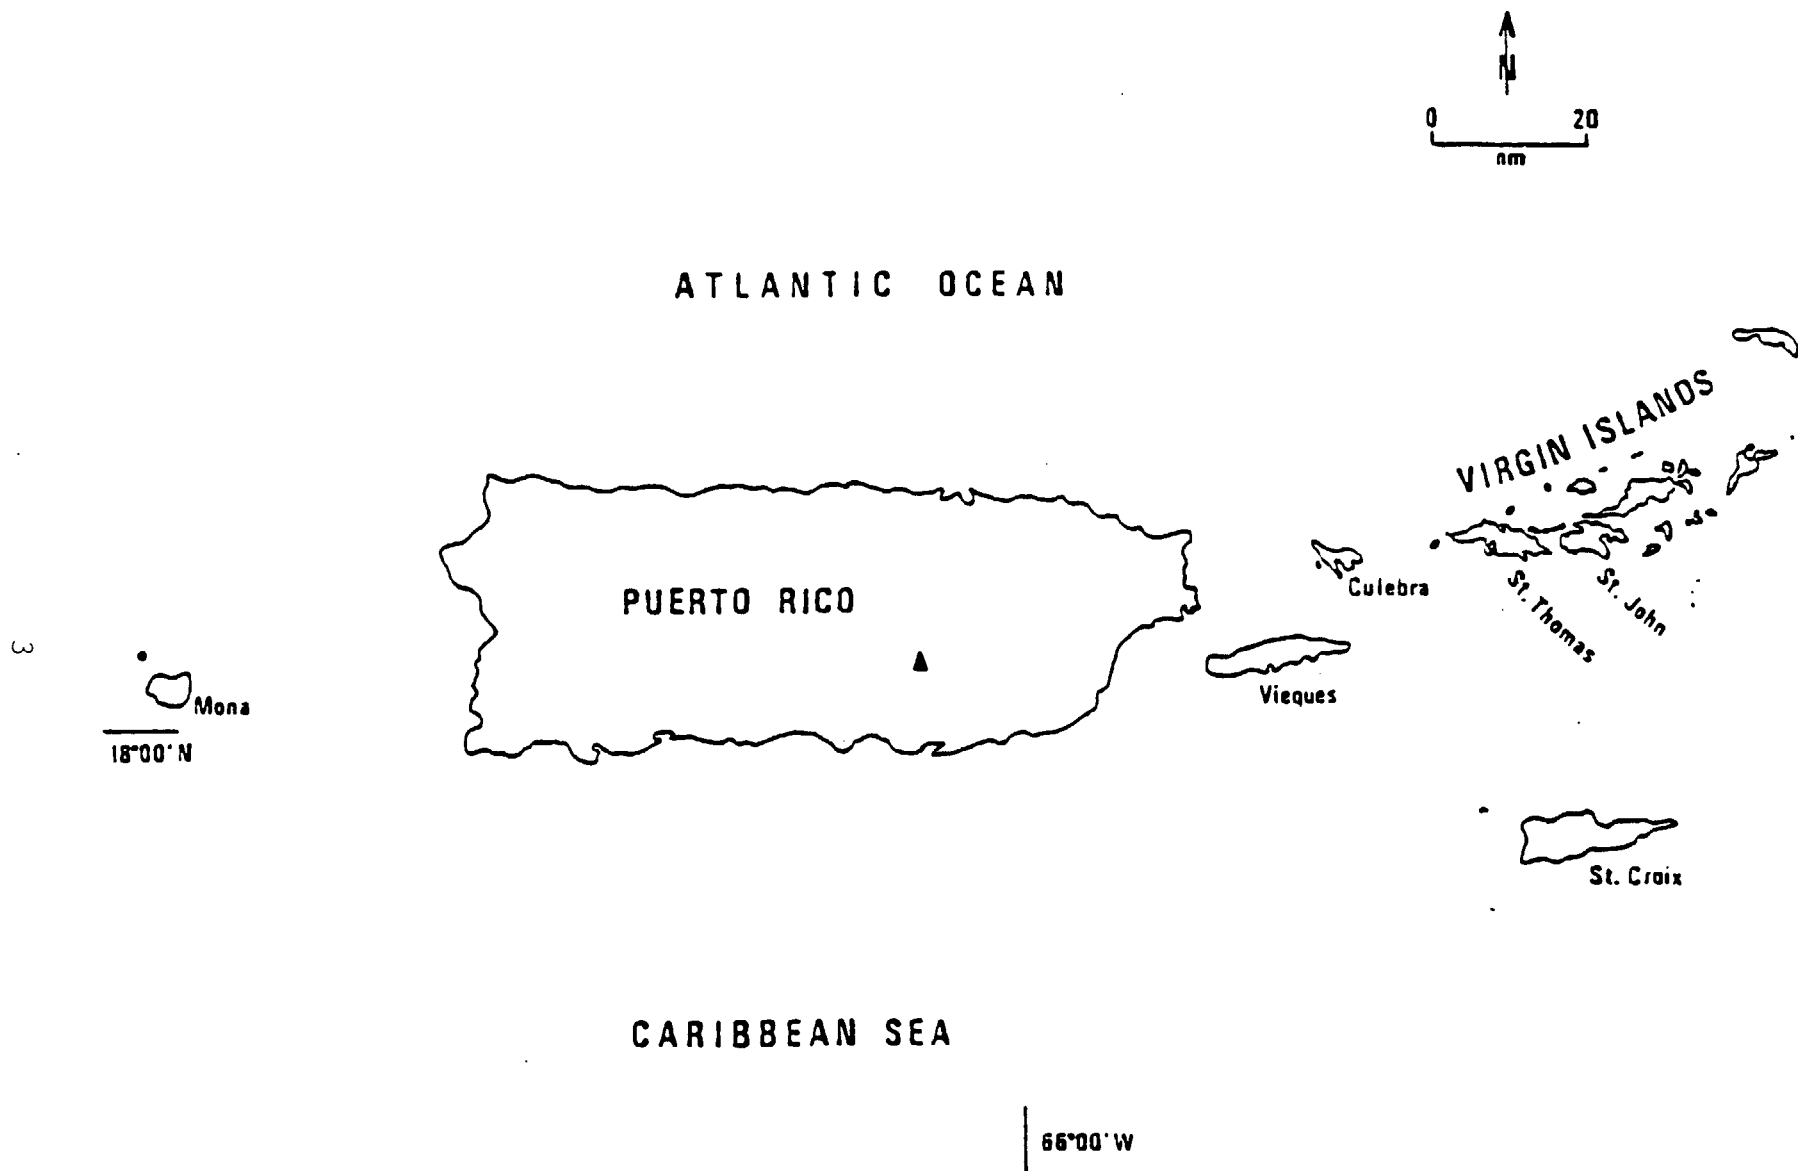 N
0 20
nm
ATLANTIC OCEAN
VIRGIN ISLANDS
PUERTO RICO
Culebra
St. Thomas
St. John
3
Mona
Vieques
18°00'N
St. Croix
CARIBBEAN SEA
66°00'W